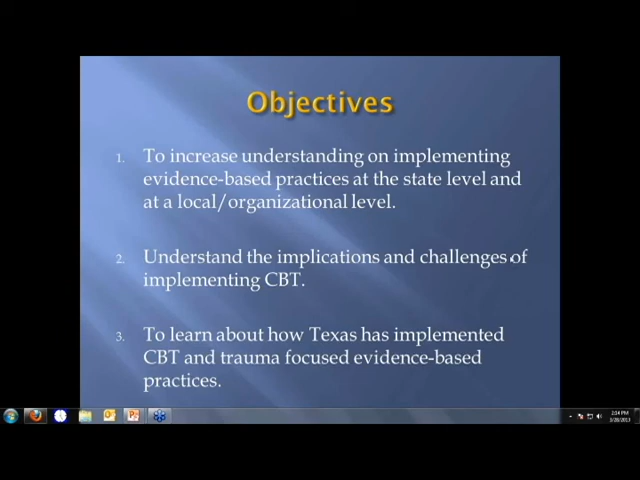 Objectives
1. To increase understanding on implementing
evidence-based practices at the state level and
at a local/organizational level.
2. Understand the implications and challenges of
implementing CBT.
3. To learn about how Texas has implemented
CBT and trauma focused evidence-based
practices.
2:04 PM
3/28/2013